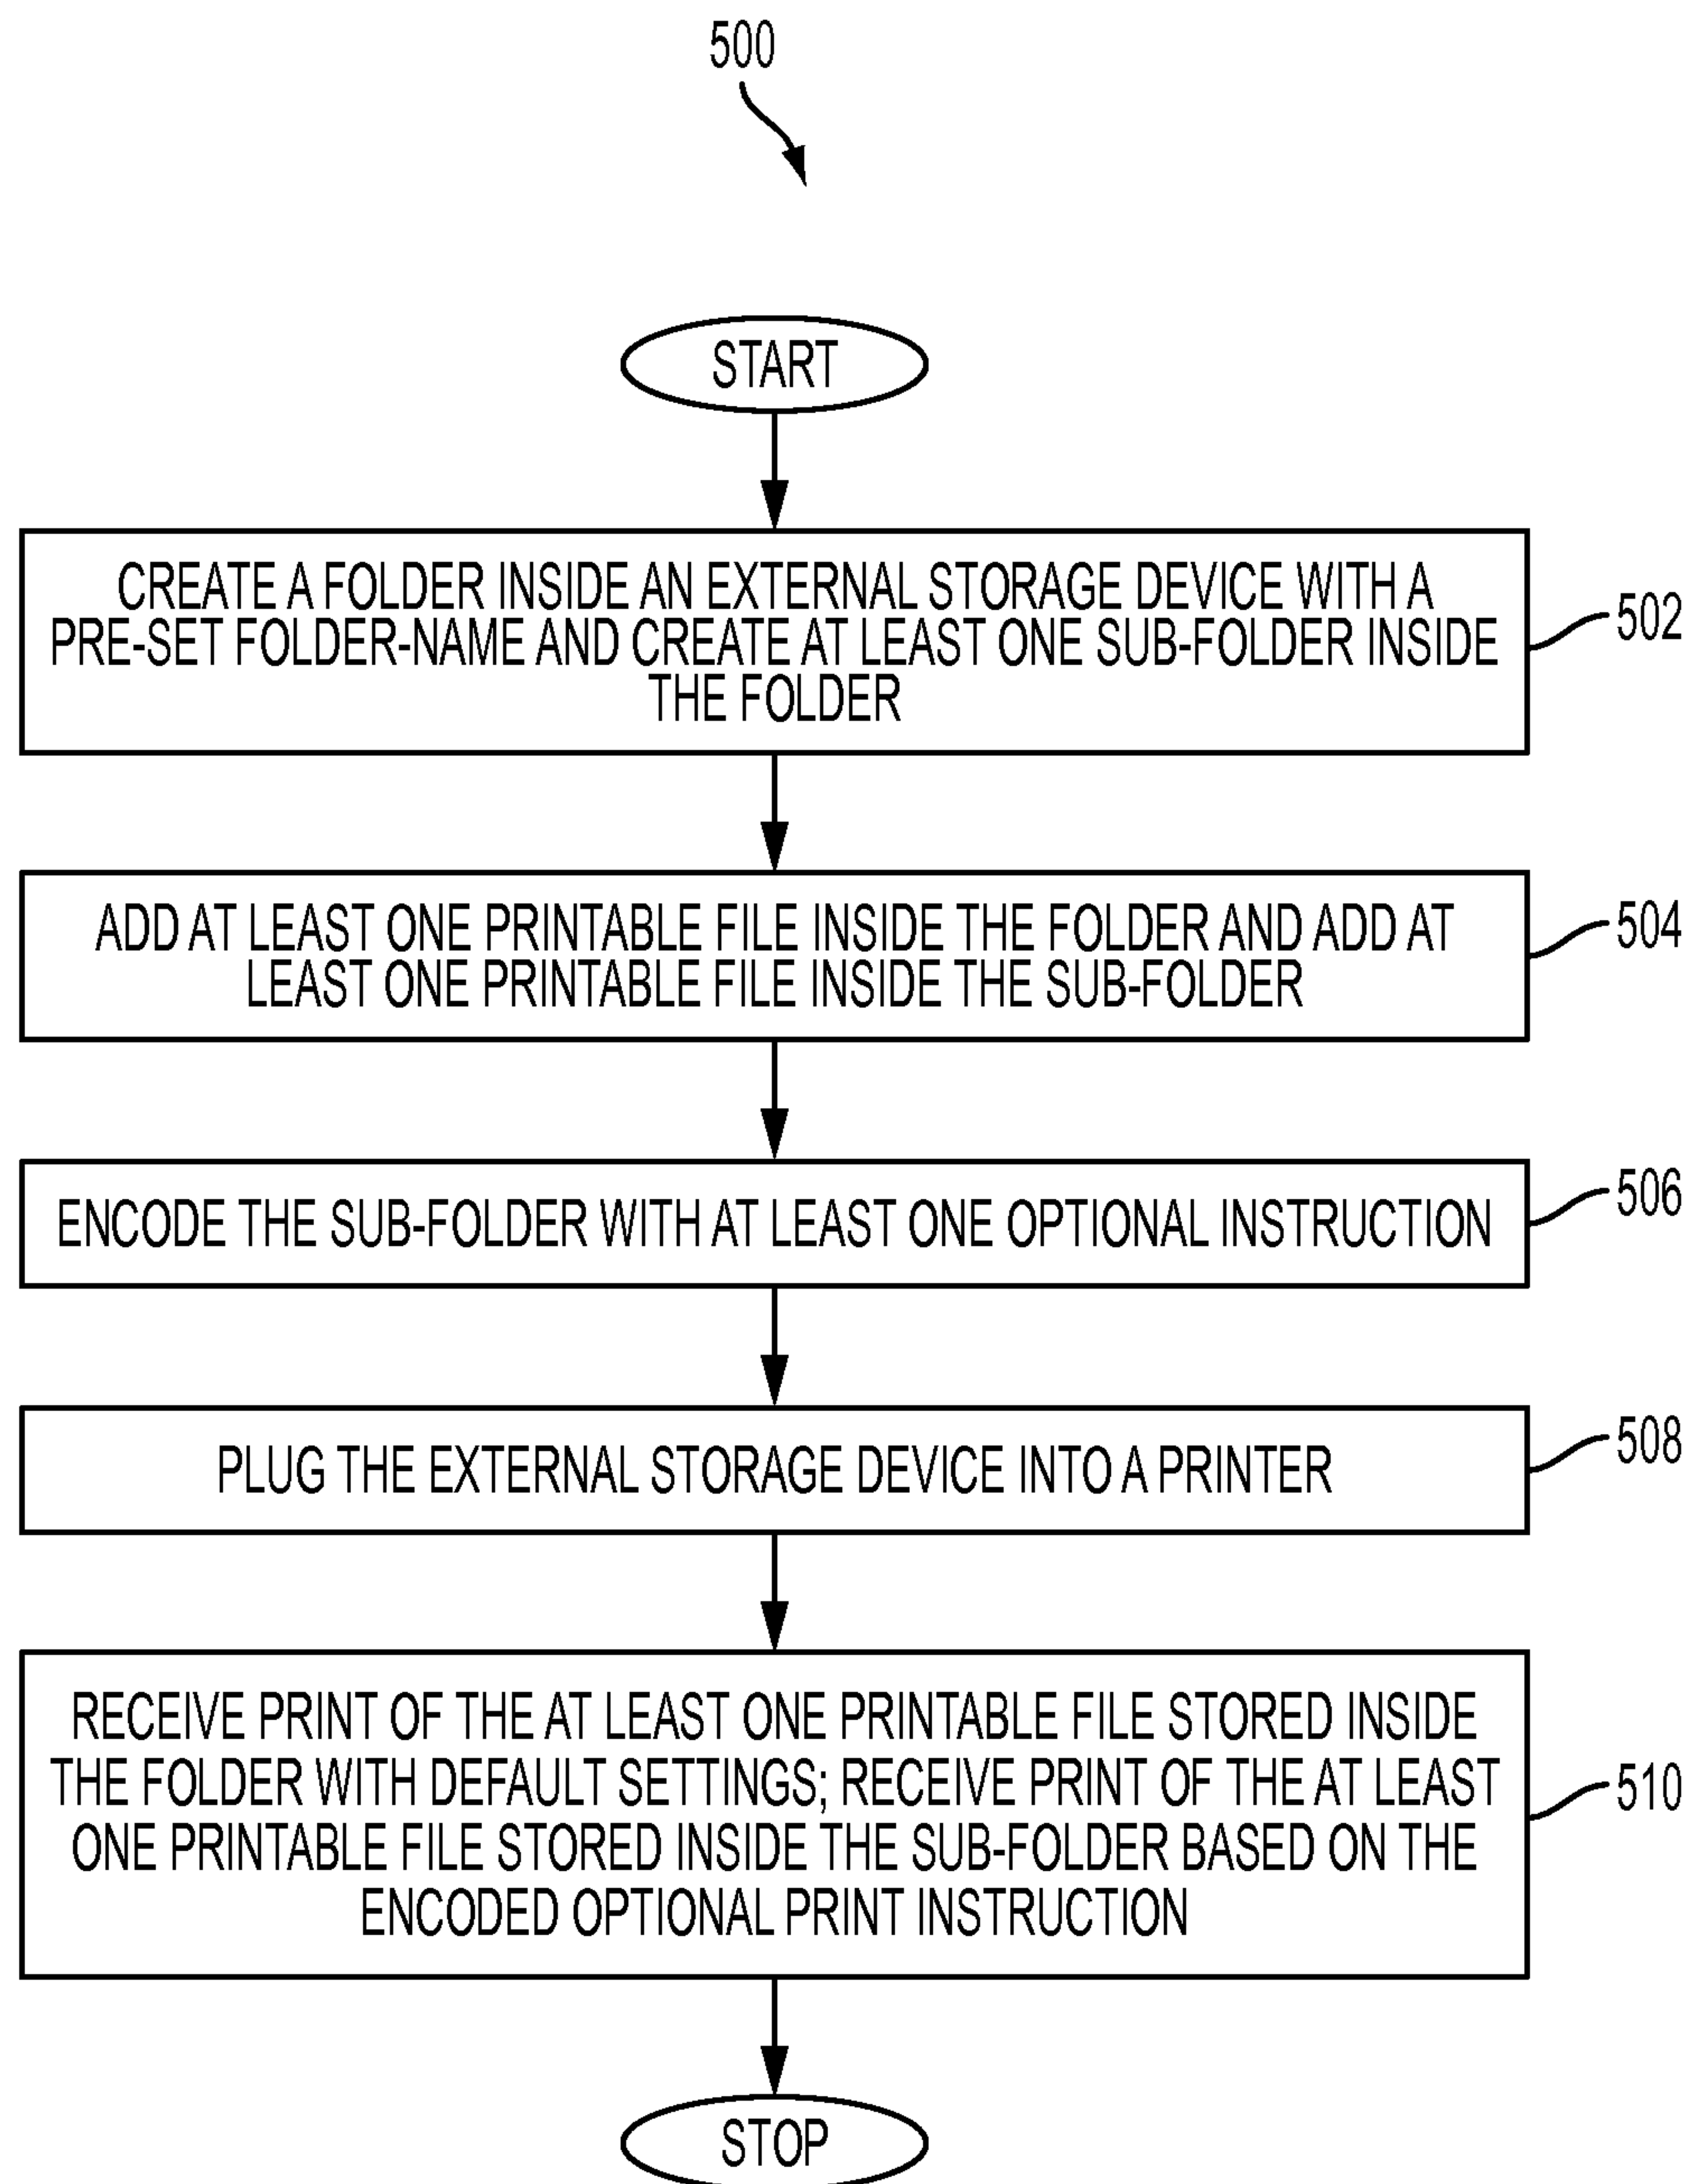 500
START
CREATE A FOLDER INSIDE AN EXTERNAL STORAGE DEVICE WITH A
PRE-SET FOLDER-NAME AND CREATE AT LEAST ONE SUB-FOLDER INSIDE
THE FOLDER
502
ADD AT LEAST ONE PRINTABLE FILE INSIDE THE FOLDER AND ADD AT
LEAST ONE PRINTABLE FILE INSIDE THE SUB-FOLDER
504
ENCODE THE SUB-FOLDER WITH AT LEAST ONE OPTIONAL INSTRUCTION
506
PLUG THE EXTERNAL STORAGE DEVICE INTO A PRINTER
508
RECEIVE PRINT OF THE AT LEAST ONE PRINTABLE FILE STORED INSIDE
THE FOLDER WITH DEFAULT SETTINGS; RECEIVE PRINT OF THE AT LEAST
ONE PRINTABLE FILE STORED INSIDE THE SUB-FOLDER BASED ON THE
ENCODED OPTIONAL PRINT INSTRUCTION
510
STOP